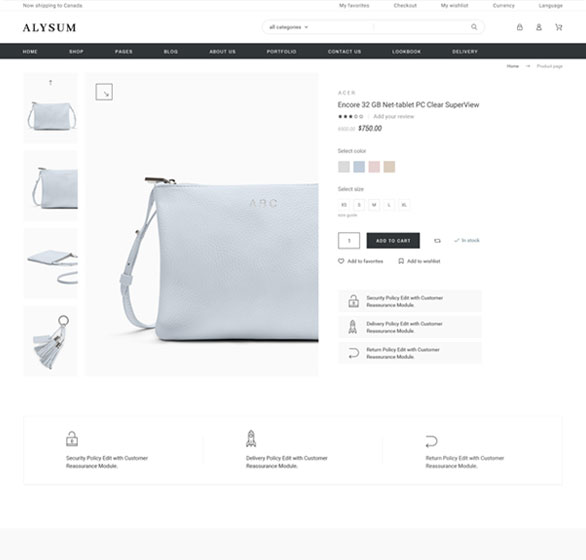 Now shipping to Canada
My favorites Checkout My wishlist Currency Language
ALYSUM
all categories
HOME SHOP PAGES BLOG ABOUT US PORTFOLIO CONTACT US LOOKBOOK DELIVERY
Home Product page
ACER
Encore 32 GB Net-tablet PC Clear SuperView
Add your review
$750.00
Select color
ABC
Select size
XS S M L XL
size guide
1 ADD TO CART In stock
Add to favorites Add to wishlist
Security Policy Edit with Customer
Reassurance Module.
Delivery Policy Edit with Customer
Reassurance Module.
Return Policy Edit with Customer
Reassurance Module.
Security Policy Edit with Customer
Reassurance Module.
Delivery Policy Edit with Customer
Reassurance Module.
Return Policy Edit with Customer
Reassurance Module.